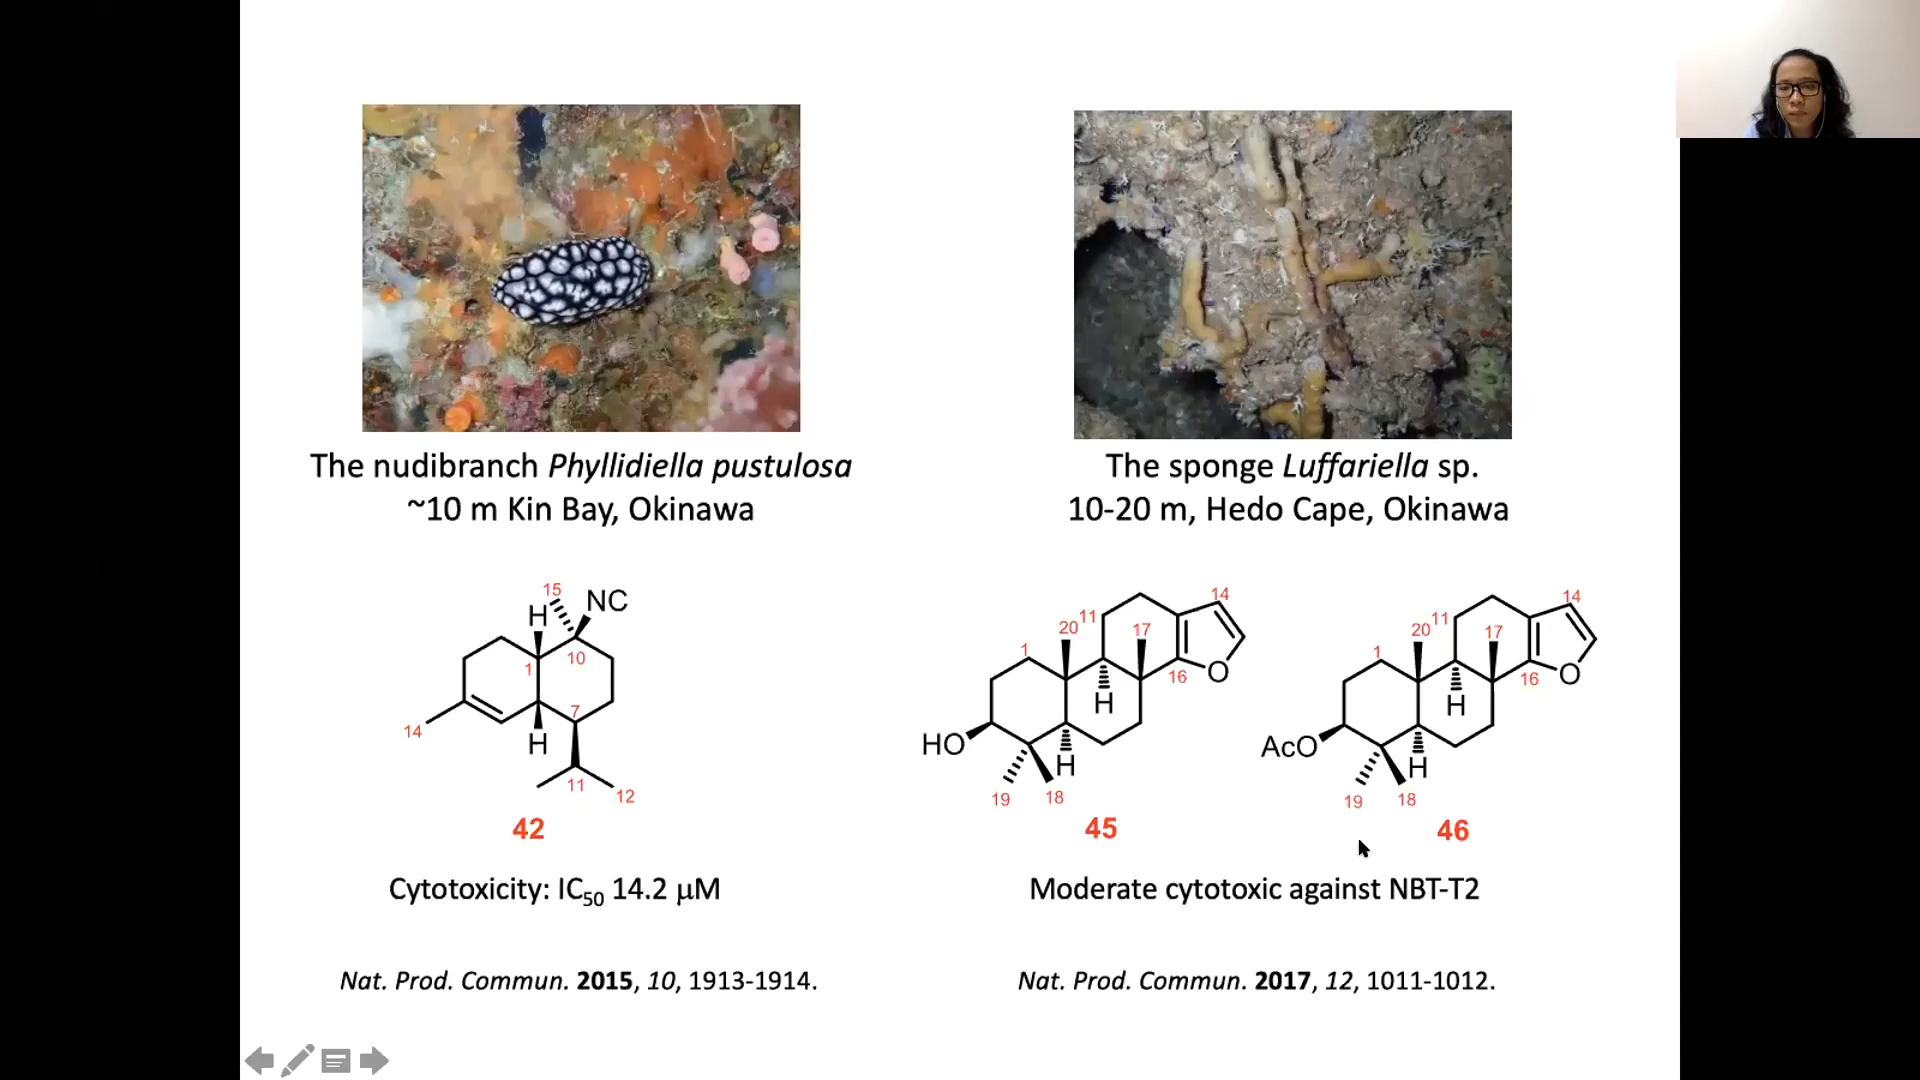 The nudibranch Phyllidiella pustulosa
~10 m Kin Bay, Okinawa
15
H
NC
1
10
14
7
H
11
12
42
Cytotoxicity: IC50 14.2 μM
Nat. Prod. Commun. 2015, 10, 1913-1914.
The sponge Luffariella sp.
10-20 m, Hedo Cape, Okinawa
14
11
20
17
1
O
16
H
HO
H
19
18
45
14
11
20
17
1
O
16
H
AcO
H
19
18
46
Moderate cytotoxic against NBT-T2
Nat. Prod. Commun. 2017, 12, 1011-1012.